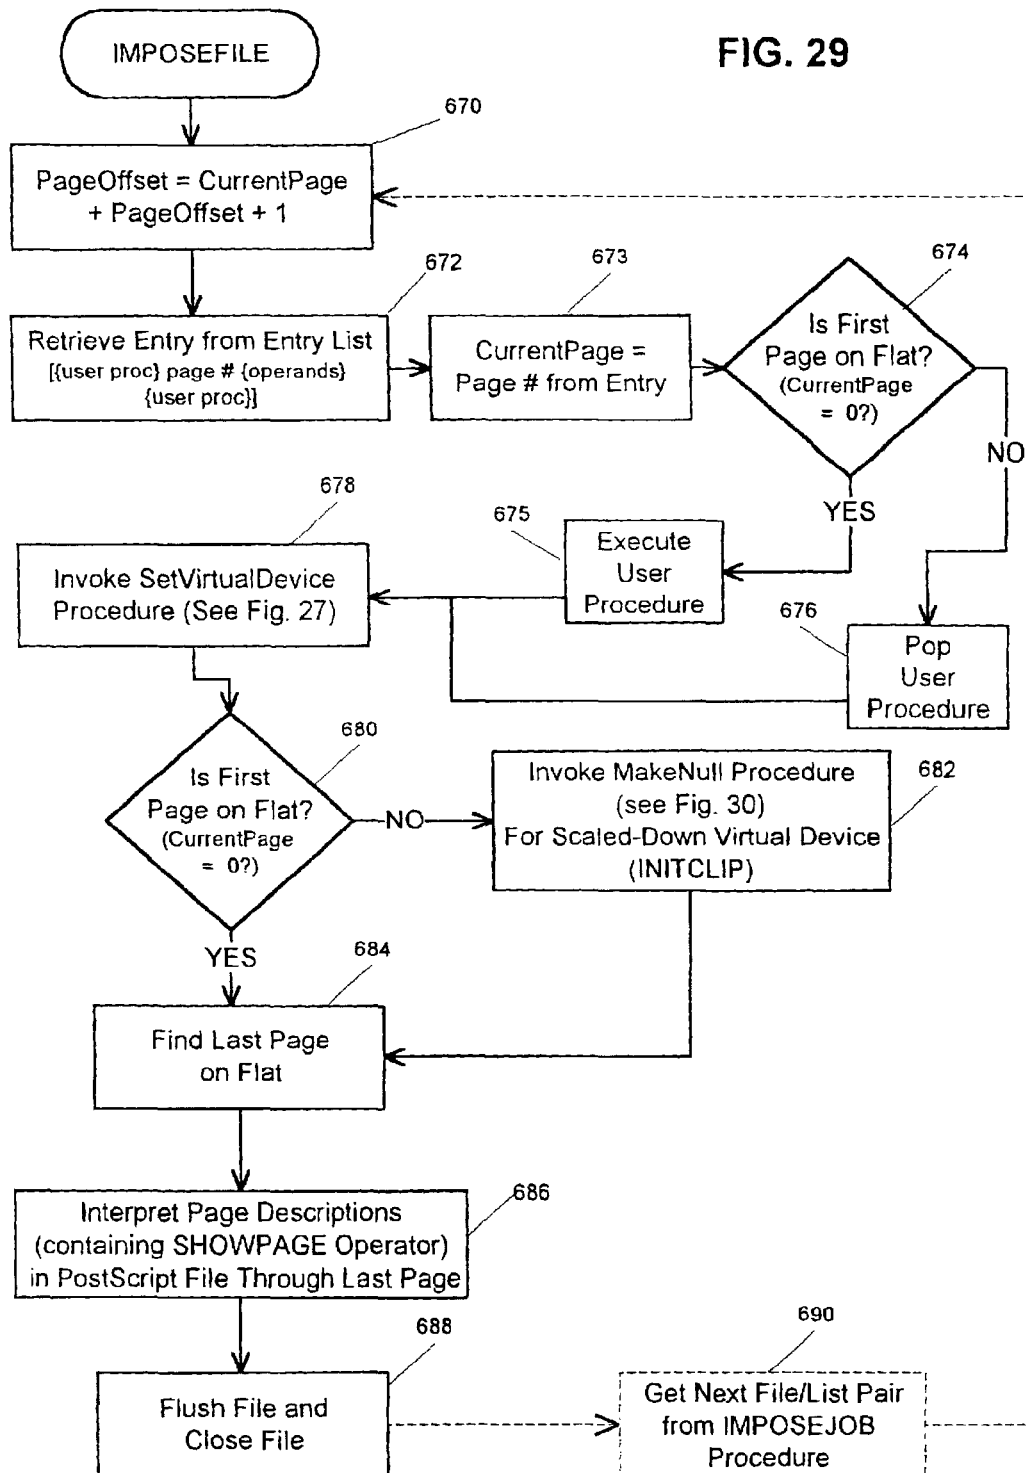 IMPOSEFILE
FIG. 29
670
PageOffset = CurrentPage
+ PageOffset + 1
672
Retrieve Entry from Entry List
[{user proc} page # {operands}
{user proc}]
673
CurrentPage =
Page # from Entry
674
Is First
Page on Flat?
(CurrentPage
= 0?)
NO
YES
675
Execute
User
Procedure
676
Pop
User
Procedure
678
Invoke SetVirtualDevice
Procedure (See Fig. 27)
680
Is First
Page on Flat?
(CurrentPage
= 0?)
NO
YES
682
Invoke MakeNull Procedure
(see Fig. 30)
For Scaled-Down Virtual Device
(INITCLIP)
684
Find Last Page
on Flat
686
Interpret Page Descriptions
(containing SHOWPAGE Operator)
in PostScript File Through Last Page
688
Flush File and
Close File
690
Get Next File/List Pair
from IMPOSEJOB
Procedure